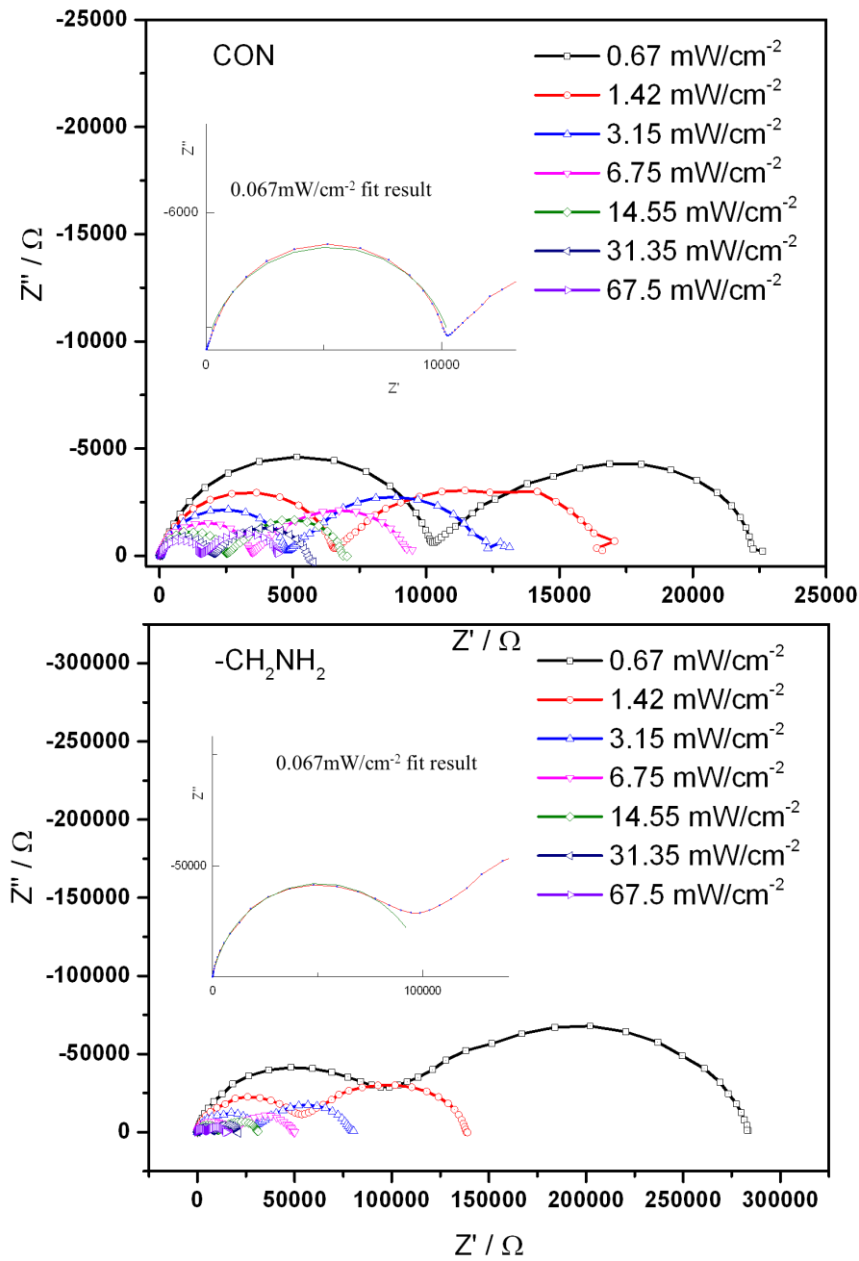 -25000
CON
0.67 mW/cm-2
1.42 mW/cm-2
-20000
3.15 mW/cm-2
6.75 mW/cm-2
14.55 mW/cm-2
31.35 mW/cm-2
67.5 mW/cm-2
Z''
0.067mW/cm-2 fit result
-6000
-15000
Z'' / Ω
-10000
0
10000
Z'
-5000
0
0
5000
10000
15000
20000
25000
Z' / Ω
-CH2NH2
0.67 mW/cm-2
1.42 mW/cm-2
3.15 mW/cm-2
6.75 mW/cm-2
14.55 mW/cm-2
31.35 mW/cm-2
67.5 mW/cm-2
-300000
-250000
0.067mW/cm-2 fit result
Z''
-200000
-50000
Z'' / Ω
-150000
0
100000
-100000
-50000
0
0
50000
100000
150000
200000
250000
300000
Z' / Ω